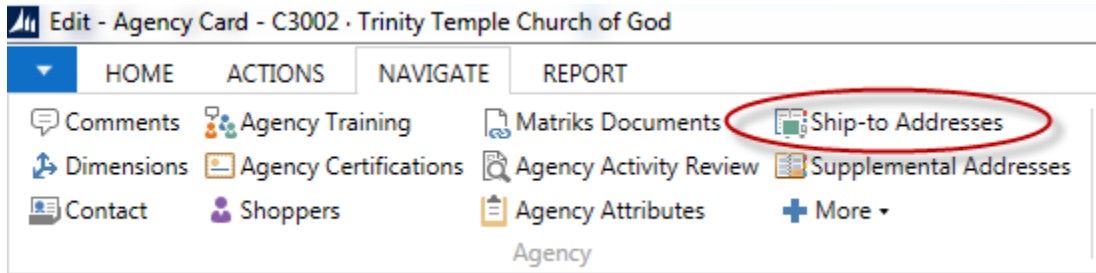 Edit - Agency Card - C3002 · Trinity Temple Church of God
HOME ACTIONS NAVIGATE REPORT
Comments Agency Training Matriks Documents Ship-to Addresses
Dimensions Agency Certifications Agency Activity Review Supplemental Addresses
Contact Shoppers Agency Attributes More
Agency